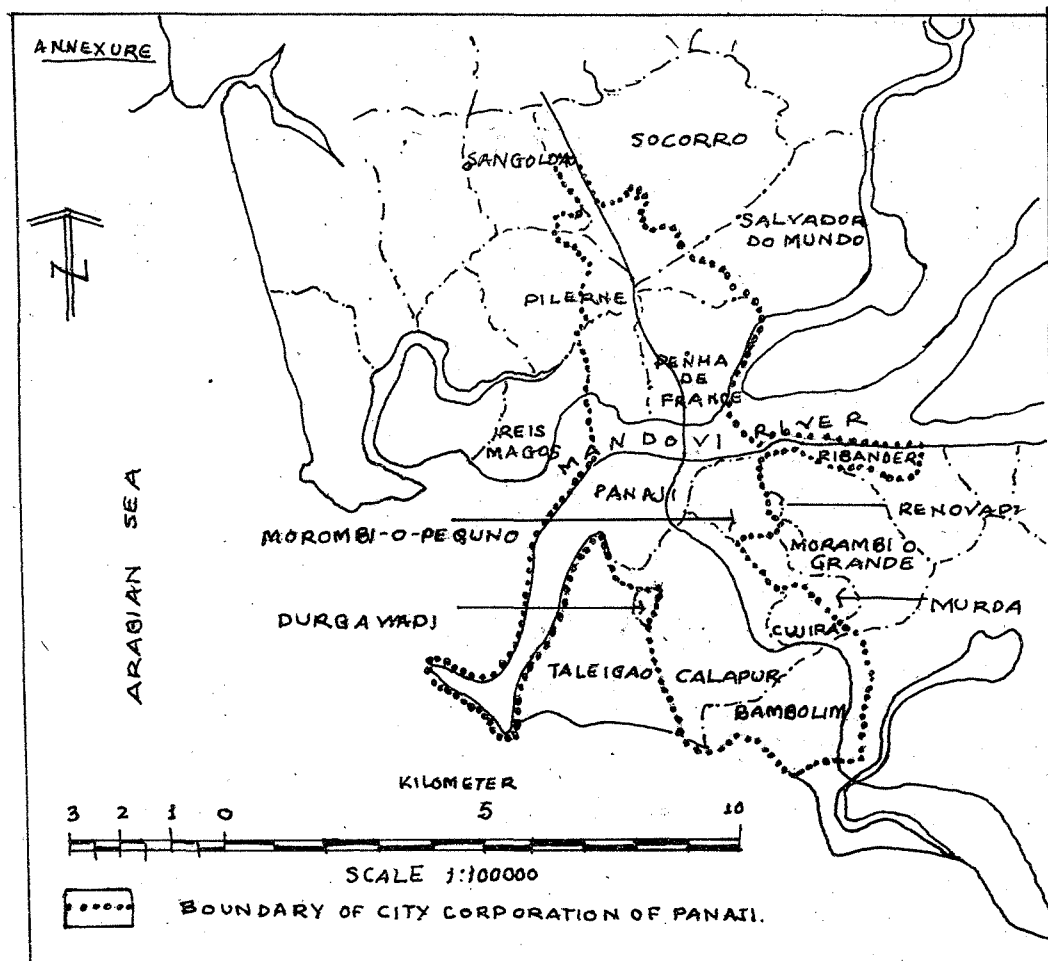 ANNEXURE
SOCORRO
SANGOLDA
SALVADOR
DO MUNDO
N
PILERNE
PENHA
DE
FRANCE
REIS
MAGOS
MANDOVI RIVER
RIBANDER
PANAJI
RENOVADI
MOROMBI-O-PEQUNO
MORAMBI O
GRANDE
ARABIAN SEA
DURGAWADI
MURDA
CUJIRA
TALEIGAO
CALAPUR
BAMBOLIM
KILOMETER
3 2 1 0 5 10
SCALE 1:100000
BOUNDARY OF CITY CORPORATION OF PANAJI.